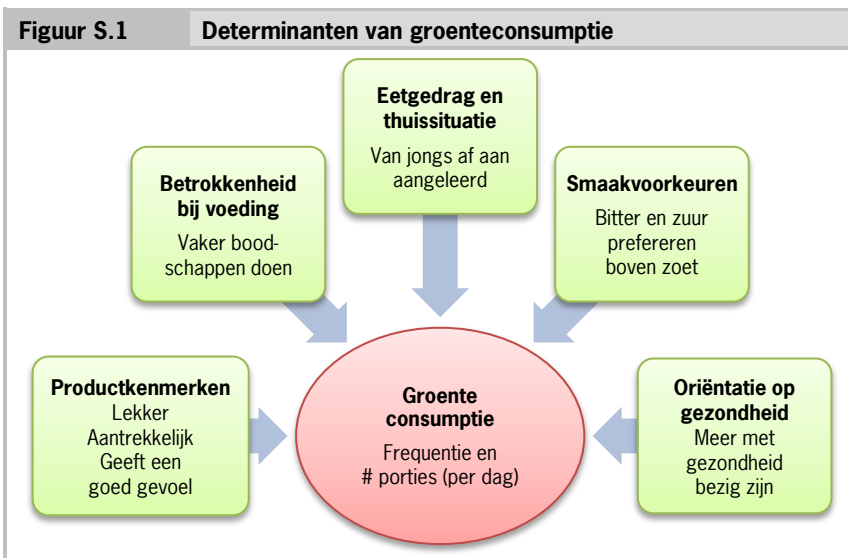 Figuur S.1 Determinanten van groenteconsumptie
Eetgedrag en
thuissituatie
Van jongs af aan
aangeleerd
Betrokkenheid
bij voeding
Vaker bood-
schappen doen
Smaakvoorkeuren
Bitter en zuur
prefereren
boven zoet
Productkenmerken
Lekker
Aantrekkelijk
Geeft een
goed gevoel
Groente
consumptie
Frequentie en
# porties (per dag)
Oriëntatie op
gezondheid
Meer met
gezondheid
bezig zijn